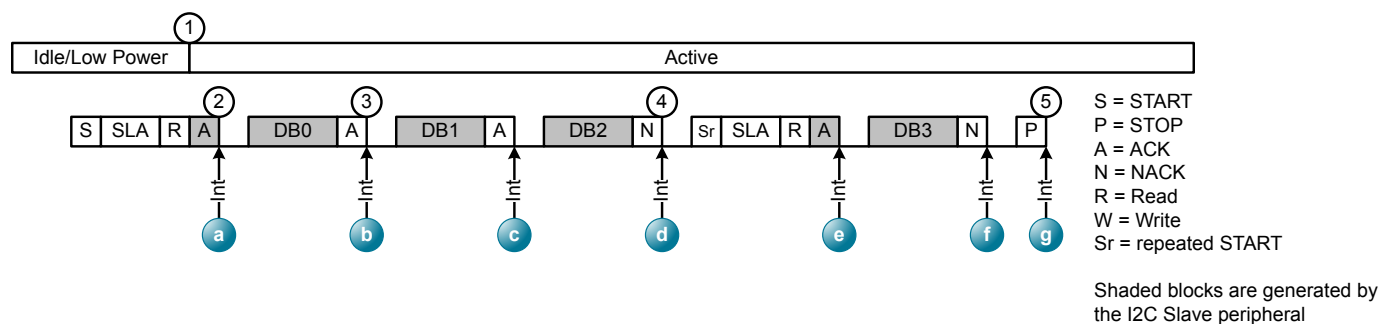 1
Idle/Low Power Active
2 3 4 5
S SLA R A DB0 A DB1 A DB2 N Sr SLA R A DB3 N P
Int Int Int Int Int Int Int
a b c d e f g
S = START
P = STOP
A = ACK
N = NACK
R = Read
W = Write
Sr = repeated START
Shaded blocks are generated by
the I2C Slave peripheral